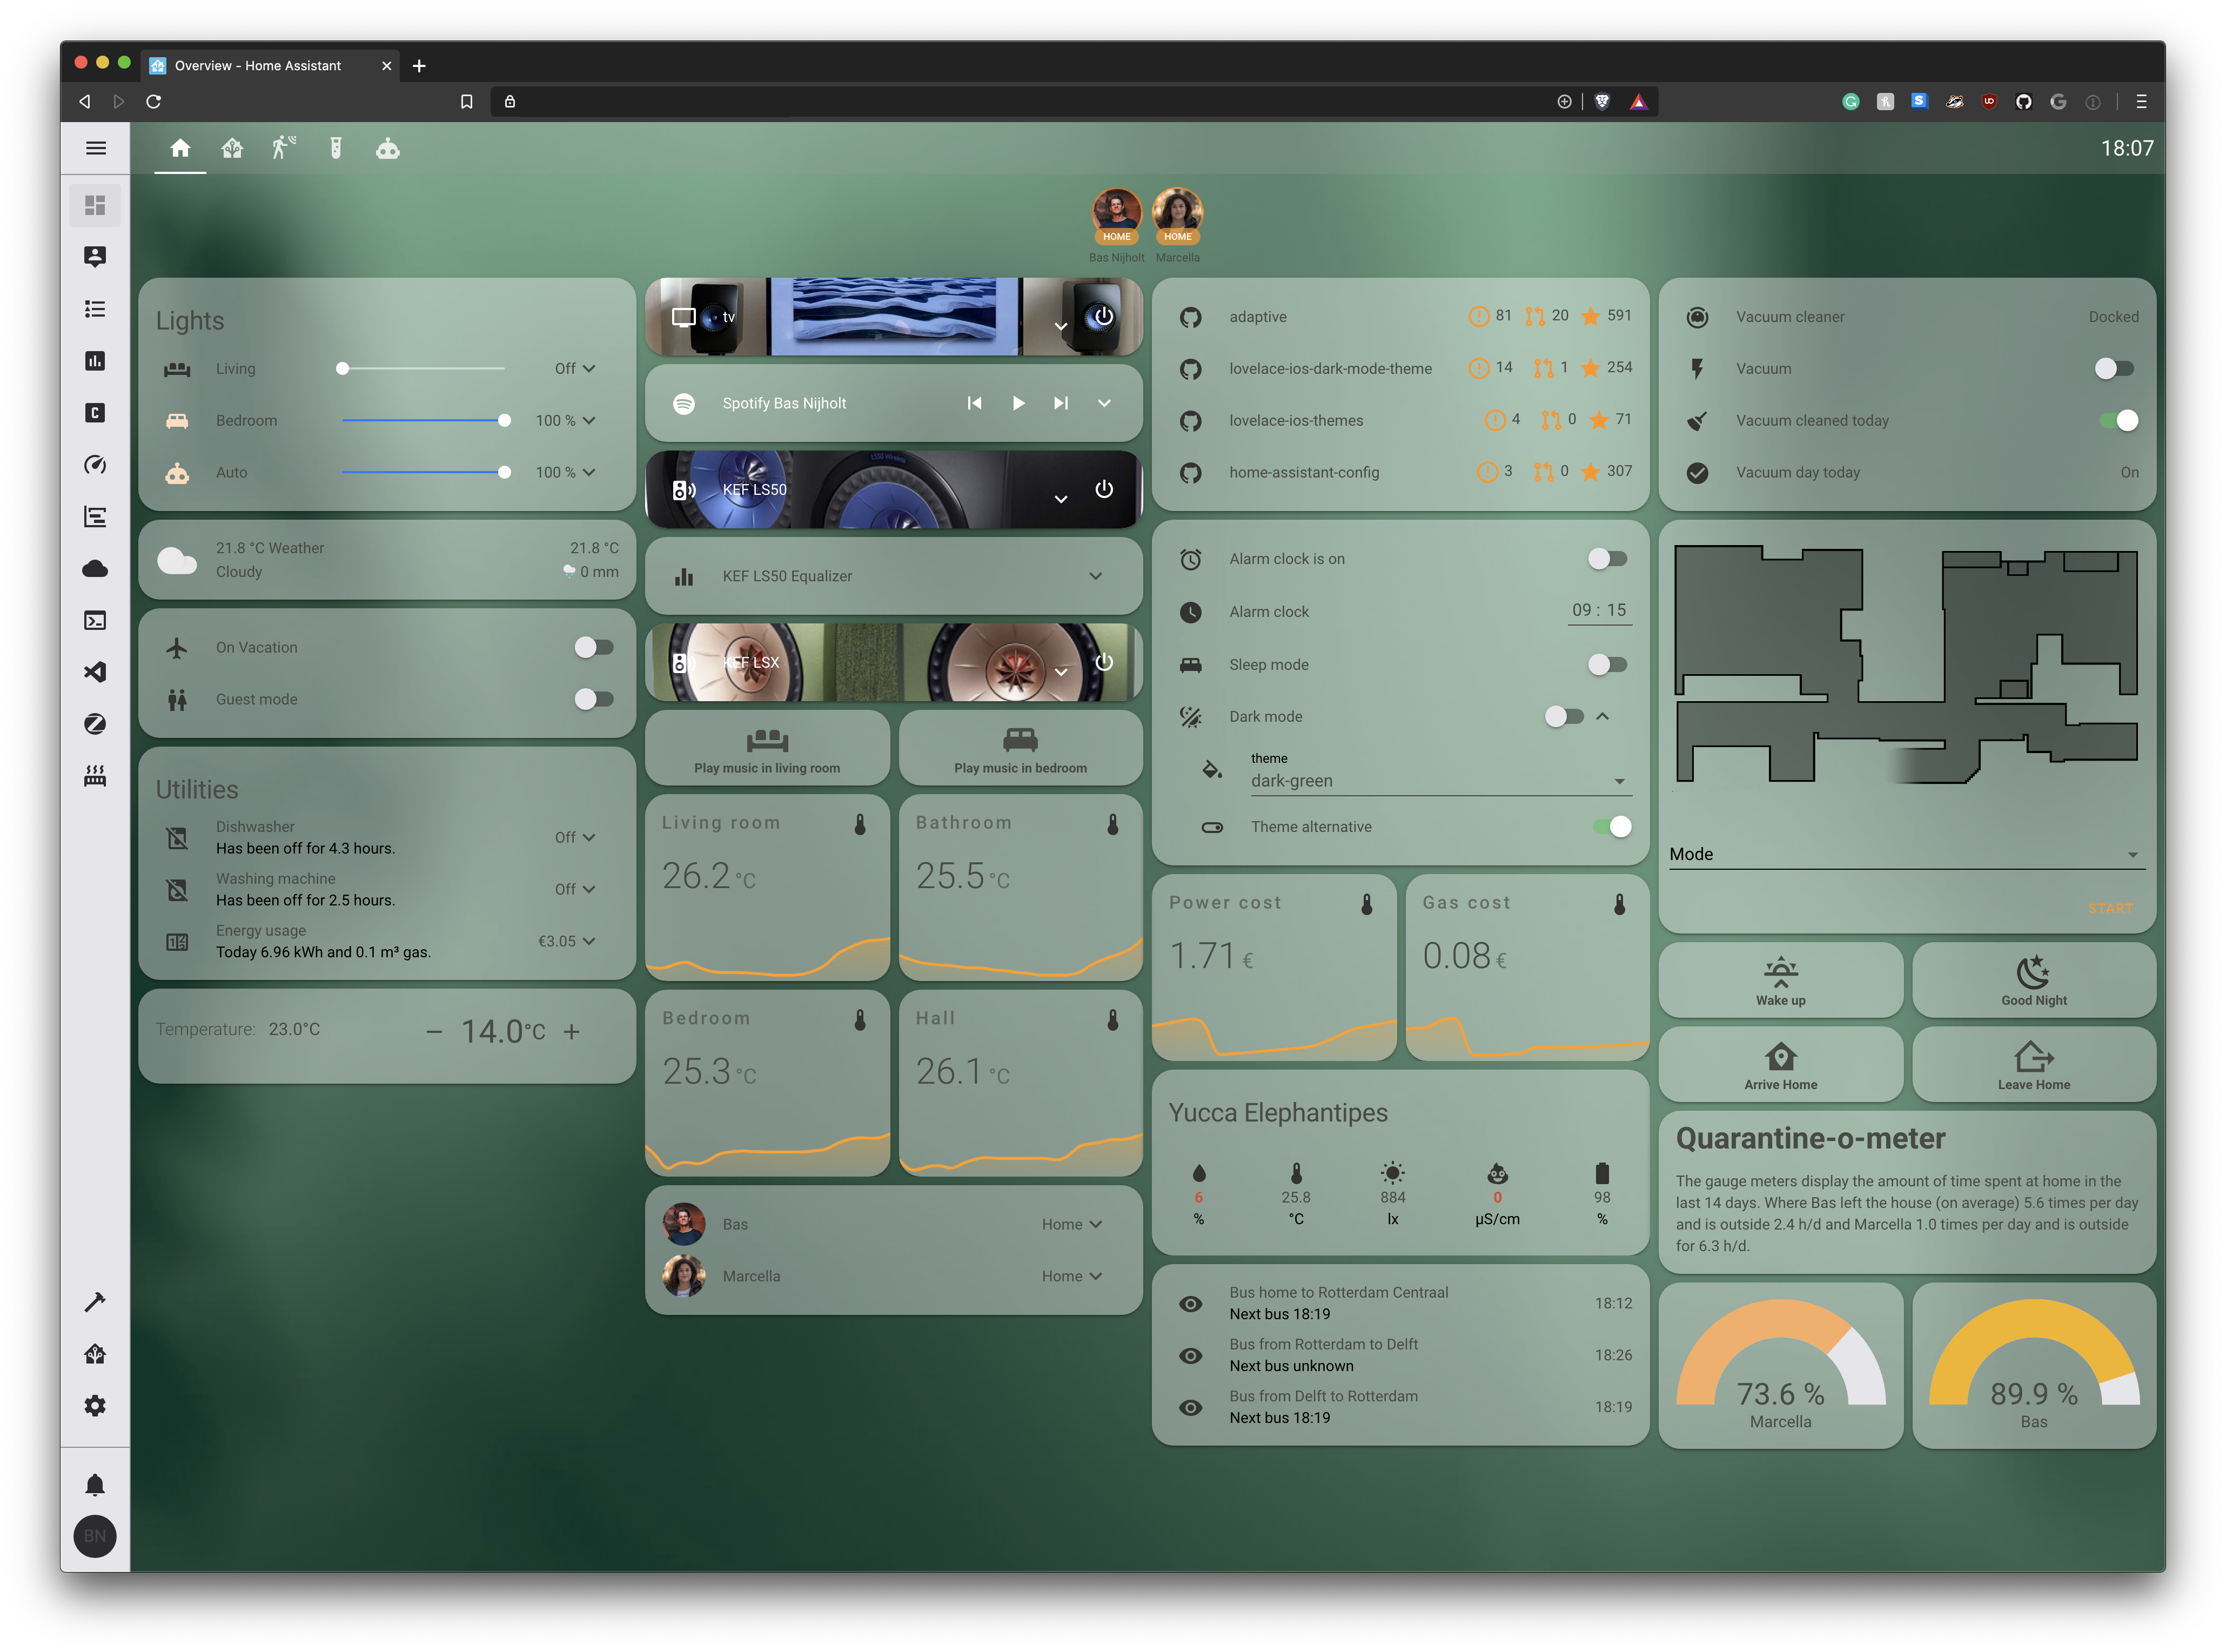 Overview - Home Assistant
18:07
HOME
HOME
Bas Nijholt
Marcella
Lights
Living
Off
Bedroom
100 %
Auto
100 %
21.8 °C Weather
21.8 °C
Cloudy
0 mm
On Vacation
Guest mode
Utilities
Dishwasher
Has been off for 4.3 hours.
Off
Washing machine
Has been off for 2.5 hours.
Off
Energy usage
Today 6.96 kWh and 0.1 m³ gas.
€3.05
Temperature: 23.0°C
− 14.0°C +
BN
tv
Spotify Bas Nijholt
LS50 Wireless
KEF LS50
KEF LS50 Equalizer
KEF LSX
Play music in living room
Play music in bedroom
Living room
26.2 °C
Bathroom
25.5 °C
Bedroom
25.3 °C
Hall
26.1 °C
Bas
Home
Marcella
Home
adaptive
81 20 591
lovelace-ios-dark-mode-theme
14 1 254
lovelace-ios-themes
4 0 71
home-assistant-config
3 0 307
Alarm clock is on
Alarm clock
09 : 15
Sleep mode
Dark mode
theme
dark-green
Theme alternative
Power cost
1.71 €
Gas cost
0.08 €
Yucca Elephantipes
6 25.8 884 0 98
% °C lx µS/cm %
Bus home to Rotterdam Centraal
Next bus 18:19
18:12
Bus from Rotterdam to Delft
Next bus unknown
18:26
Bus from Delft to Rotterdam
Next bus 18:19
18:19
Vacuum cleaner
Docked
Vacuum
Vacuum cleaned today
Vacuum day today
On
Mode
START
Wake up
Good Night
Arrive Home
Leave Home
Quarantine-o-meter
The gauge meters display the amount of time spent at home in the
last 14 days. Where Bas left the house (on average) 5.6 times per day
and is outside 2.4 h/d and Marcella 1.0 times per day and is outside
for 6.3 h/d.
73.6 %
Marcella
89.9 %
Bas